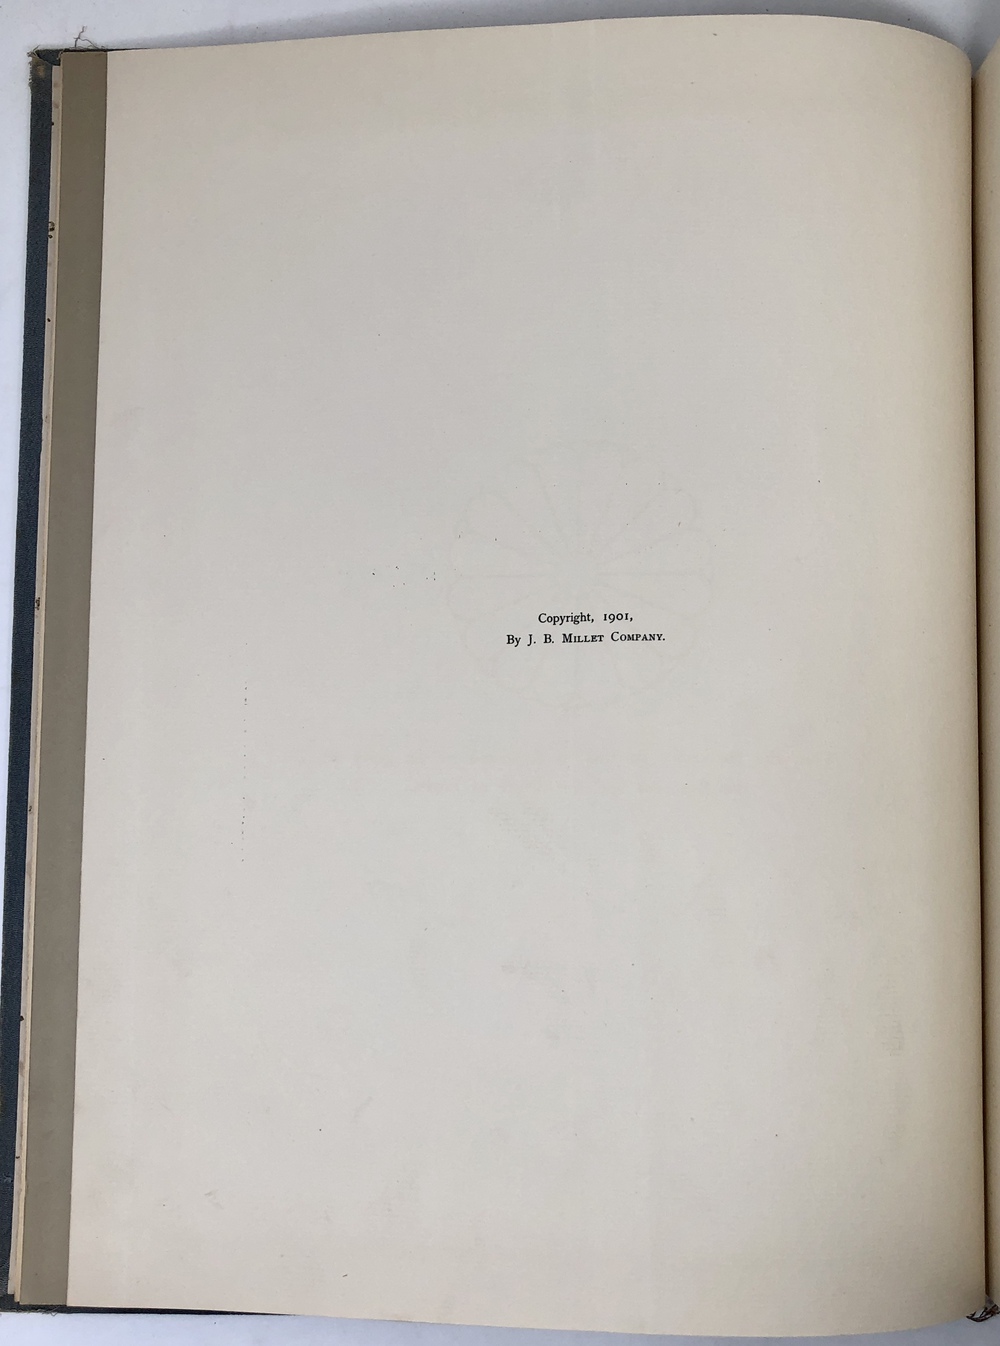 Copyright, 1901,
By J. B. Millet Company.